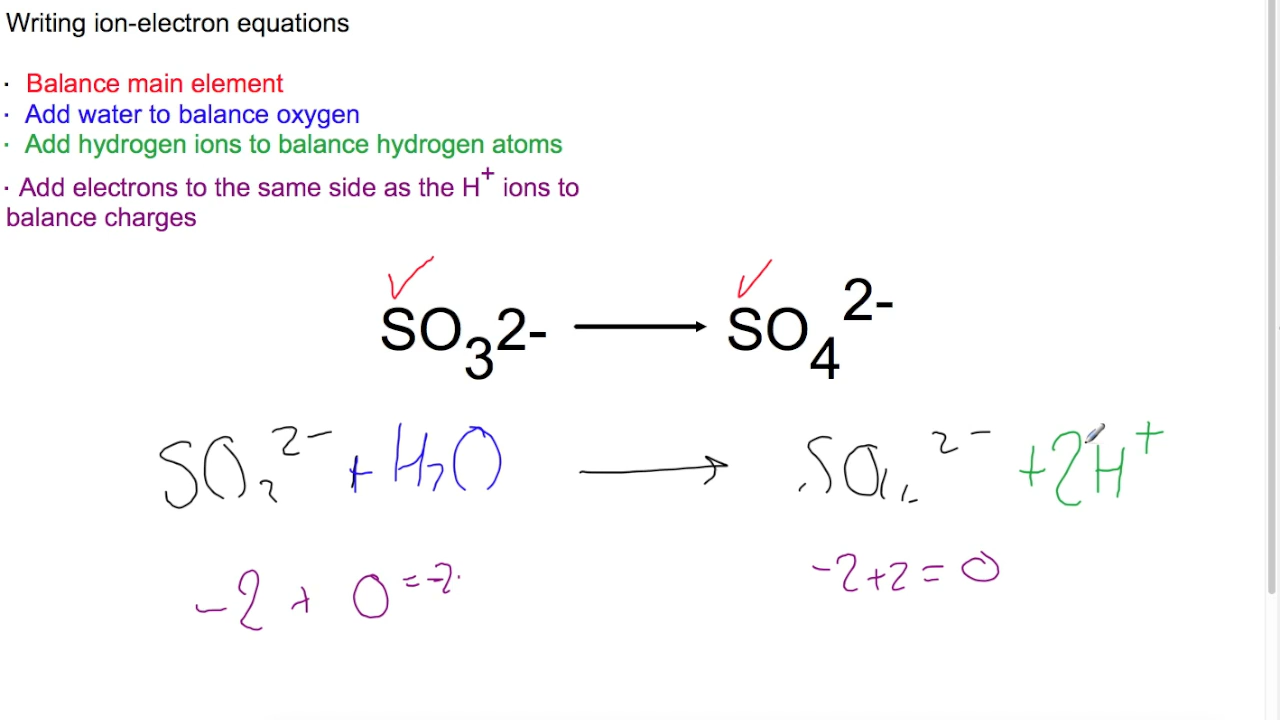 Writing ion-electron equations
· Balance main element
· Add water to balance oxygen
· Add hydrogen ions to balance hydrogen atoms
· Add electrons to the same side as the H⁺ ions to
balance charges
SO₃2- → SO₄²⁻
SO₃²⁻ + H₂O → SO₄²⁻ + 2H⁺
-2 + 0 = -2. -2+2 = 0